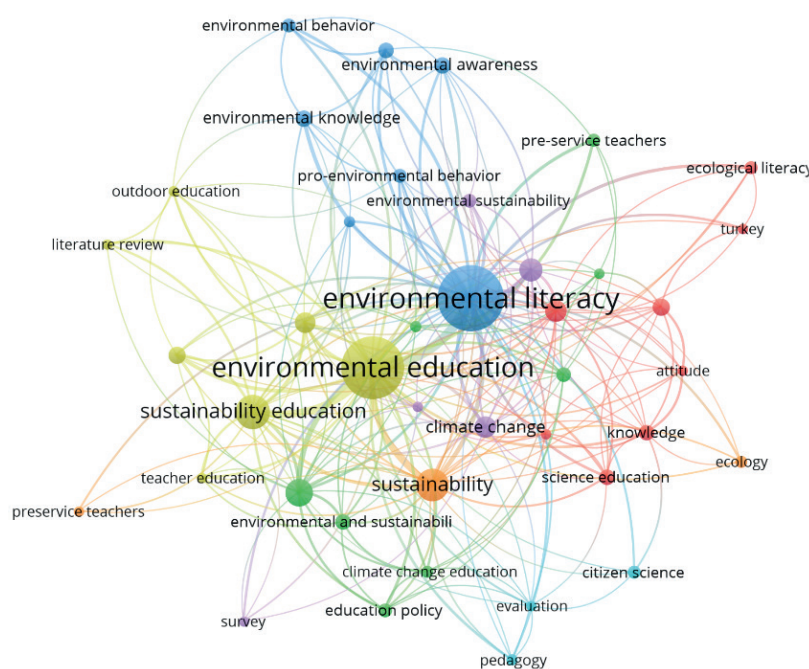 environmental behavior
environmental awareness
environmental knowledge
pre-service teachers
ecological literacy
pro-environmental behavior
outdoor education
environmental sustainability
turkey
literature review
environmental literacy
environmental education
attitude
sustainability education
climate change
knowledge
ecology
teacher education
sustainability
science education
preservice teachers
environmental and sustainabili
climate change education
citizen science
education policy
evaluation
survey
pedagogy